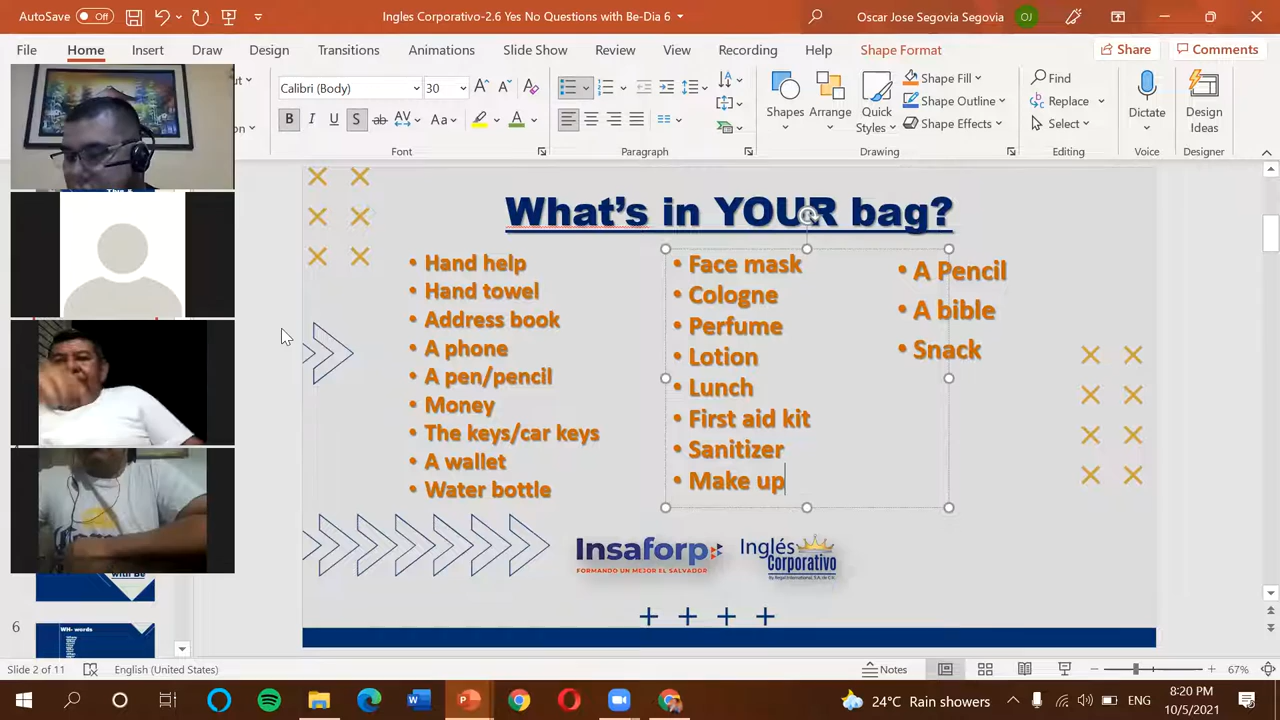 AutoSave Off
Ingles Corporativo-2.6 Yes No Questions with Be-Dia 6
Oscar Jose Segovia Segovia
OJ
File Home Insert Draw Design Transitions Animations Slide Show Review View Recording Help Shape Format
Share
Comments
Calibri (Body)
30
Font
Paragraph
Shapes
Arrange
Quick Styles
Shape Fill
Shape Outline
Shape Effects
Drawing
Find
Replace
Select
Editing
Dictate
Voice
Design Ideas
Designer
What's in YOUR bag?
• Hand help
• Hand towel
• Address book
• A phone
• A pen/pencil
• Money
• The keys/car keys
• A wallet
• Water bottle
• Face mask
• Cologne
• Perfume
• Lotion
• Lunch
• First aid kit
• Sanitizer
• Make up
• A Pencil
• A bible
• Snack
Insaforp
FORMANDO UN MEJOR EL SALVADOR
Inglés
Corporativo
with Be
6
WH- words
Slide 2 of 11
English (United States)
Notes
67%
24°C Rain showers
ENG
8:20 PM
10/5/2021